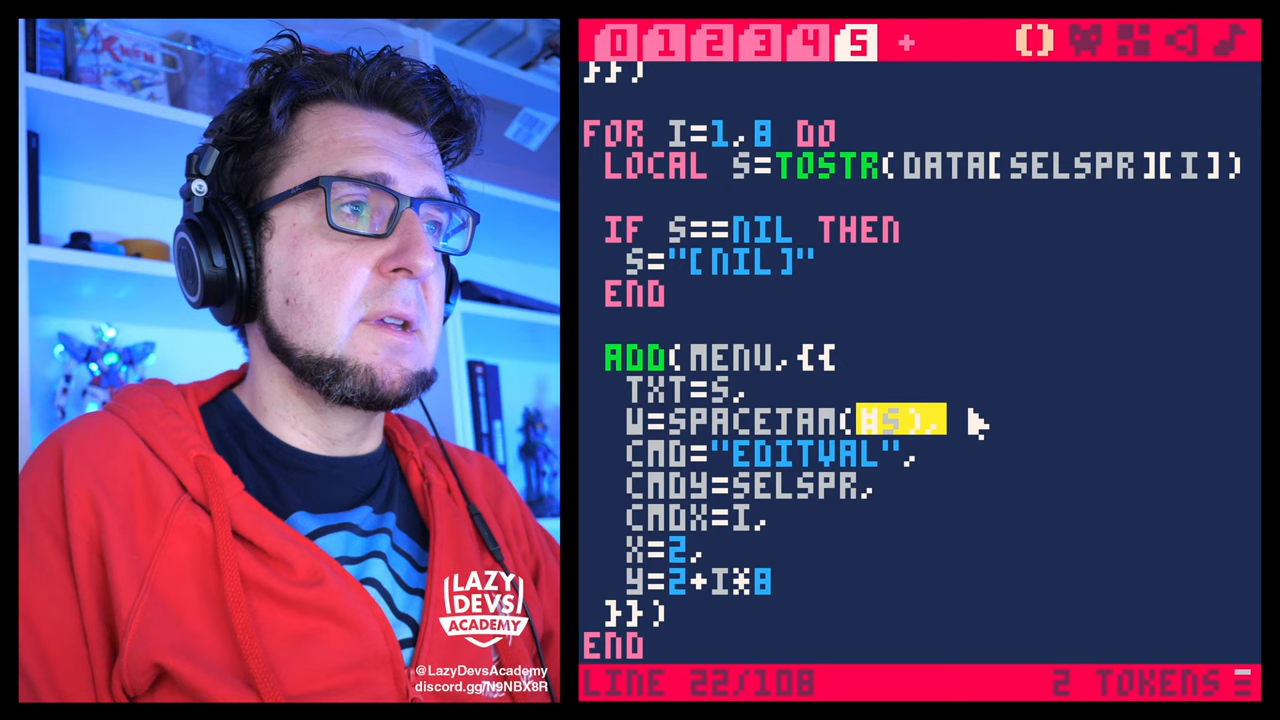 0 1 2 3 4 5 +
}})
FOR I=1,8 DO
LOCAL S=TOSTR(DATA[SELSPR][I])
IF S==NIL THEN
S="[NIL]"
END
ADD(MENU,{{
TXT=S,
W=SPACEJAM(#S),
CMD="EDITVAL",
CMDY=SELSPR,
CMDX=I,
X=2,
Y=2+I*8
}})
END
LINE 22/108 2 TOKENS
LAZY
DEVS
ACADEMY
@LazyDevsAcademy
discord.gg/N9NBX8R